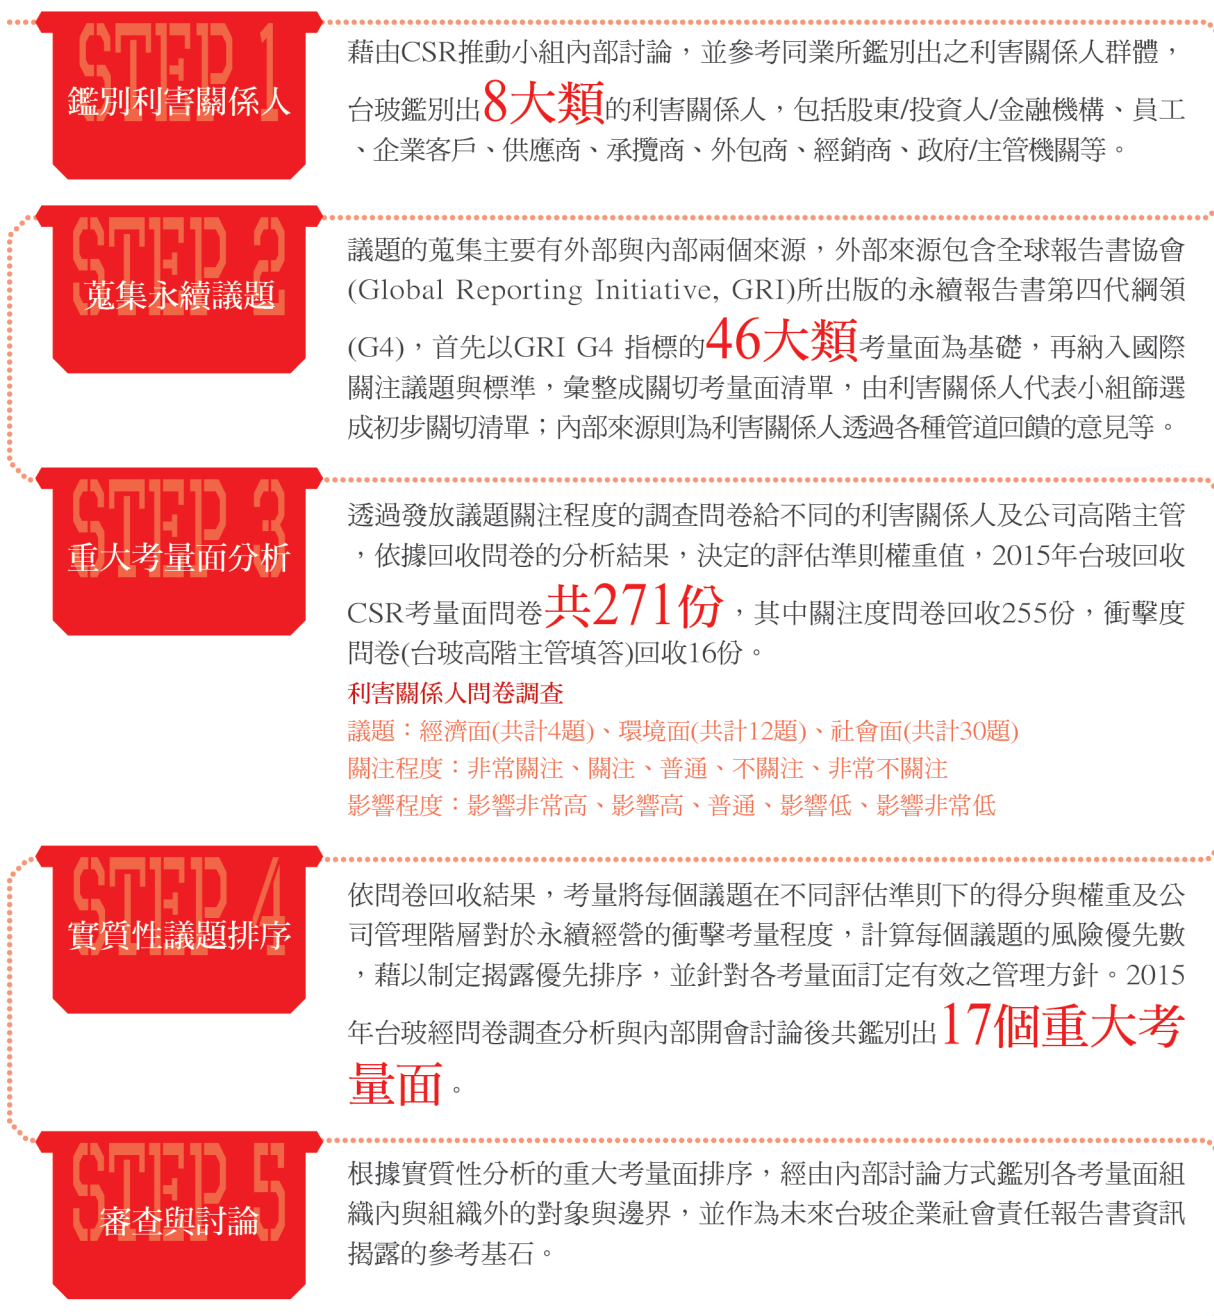 STEP 1
鑑別利害關係人
藉由CSR推動小組內部討論，並參考同業所鑑別出之利害關係人群體，
台玻鑑別出8大類的利害關係人，包括股東/投資人/金融機構、員工
、企業客戶、供應商、承攬商、外包商、經銷商、政府/主管機關等。
STEP 2
蒐集永續議題
議題的蒐集主要有外部與內部兩個來源，外部來源包含全球報告書協會
(Global Reporting Initiative, GRI)所出版的永續報告書第四代綱領
(G4)，首先以GRI G4 指標的46大類考量面為基礎，再納入國際
關注議題與標準，彙整成關切考量面清單，由利害關係人代表小組篩選
成初步關切清單；內部來源則為利害關係人透過各種管道回饋的意見等。
STEP 3
重大考量面分析
透過發放議題關注程度的調查問卷給不同的利害關係人及公司高階主管
，依據回收問卷的分析結果，決定的評估準則權重值，2015年台玻回收
CSR考量面問卷共271份，其中關注度問卷回收255份，衝擊度
問卷(台玻高階主管填答)回收16份。
利害關係人問卷調查
議題：經濟面(共計4題)、環境面(共計12題)、社會面(共計30題)
關注程度：非常關注、關注、普通、不關注、非常不關注
影響程度：影響非常高、影響高、普通、影響低、影響非常低
STEP 4
實質性議題排序
依問卷回收結果，考量將每個議題在不同評估準則下的得分與權重及公
司管理階層對於永續經營的衝擊考量程度，計算每個議題的風險優先數
，藉以制定揭露優先排序，並針對各考量面訂定有效之管理方針。2015
年台玻經問卷調查分析與內部開會討論後共鑑別出17個重大考
量面。
STEP 5
審查與討論
根據實質性分析的重大考量面排序，經由內部討論方式鑑別各考量面組
織內與組織外的對象與邊界，並作為未來台玻企業社會責任報告書資訊
揭露的參考基石。